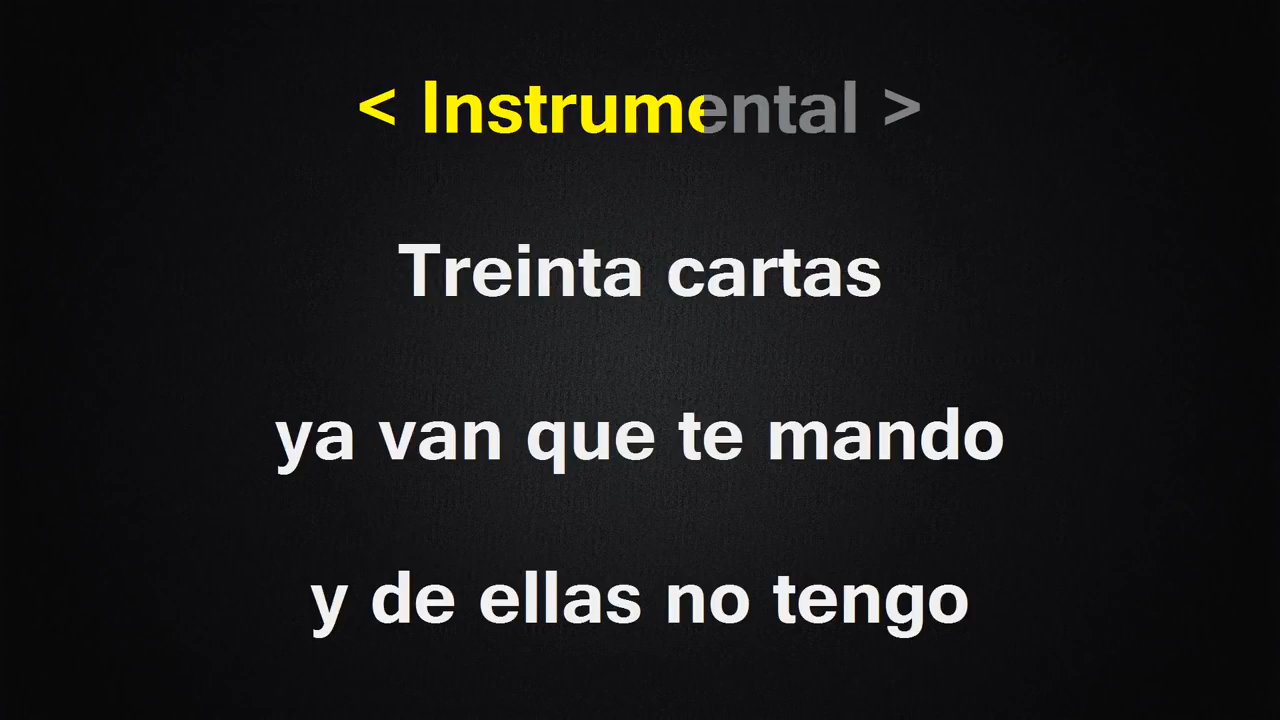 < Instrumental >
Treinta cartas
ya van que te mando
y de ellas no tengo